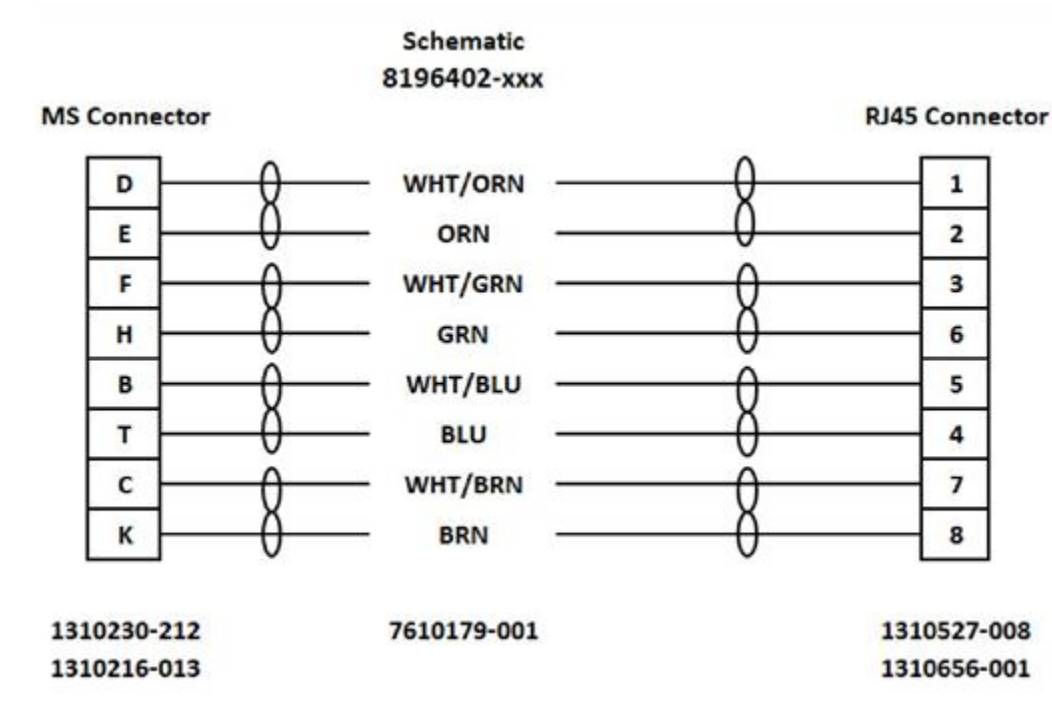 Schematic
8196402-xxx
MS Connector RJ45 Connector
D WHT/ORN 1
E ORN 2
F WHT/GRN 3
H GRN 6
B WHT/BLU 5
T BLU 4
C WHT/BRN 7
K BRN 8
1310230-212 7610179-001 1310527-008
1310216-013 1310656-001